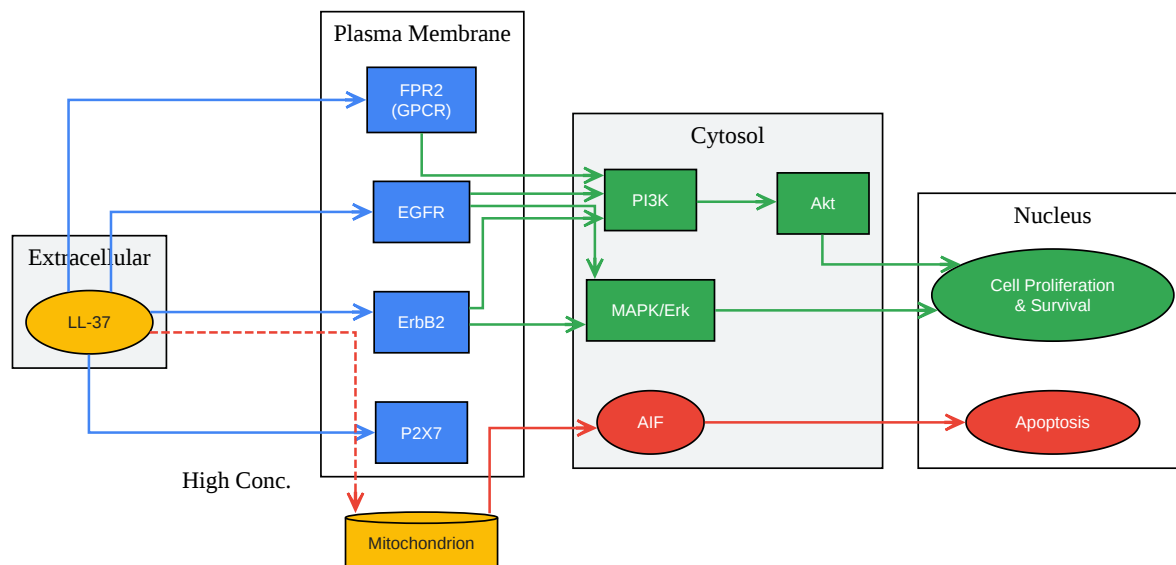 Plasma Membrane
FPR2
(GPCR)
EGFR
ErbB2
P2X7
Extracellular
LL-37
High Conc.
Mitochondrion
Cytosol
PI3K
Akt
MAPK/Erk
AIF
Nucleus
Cell Proliferation
& Survival
Apoptosis